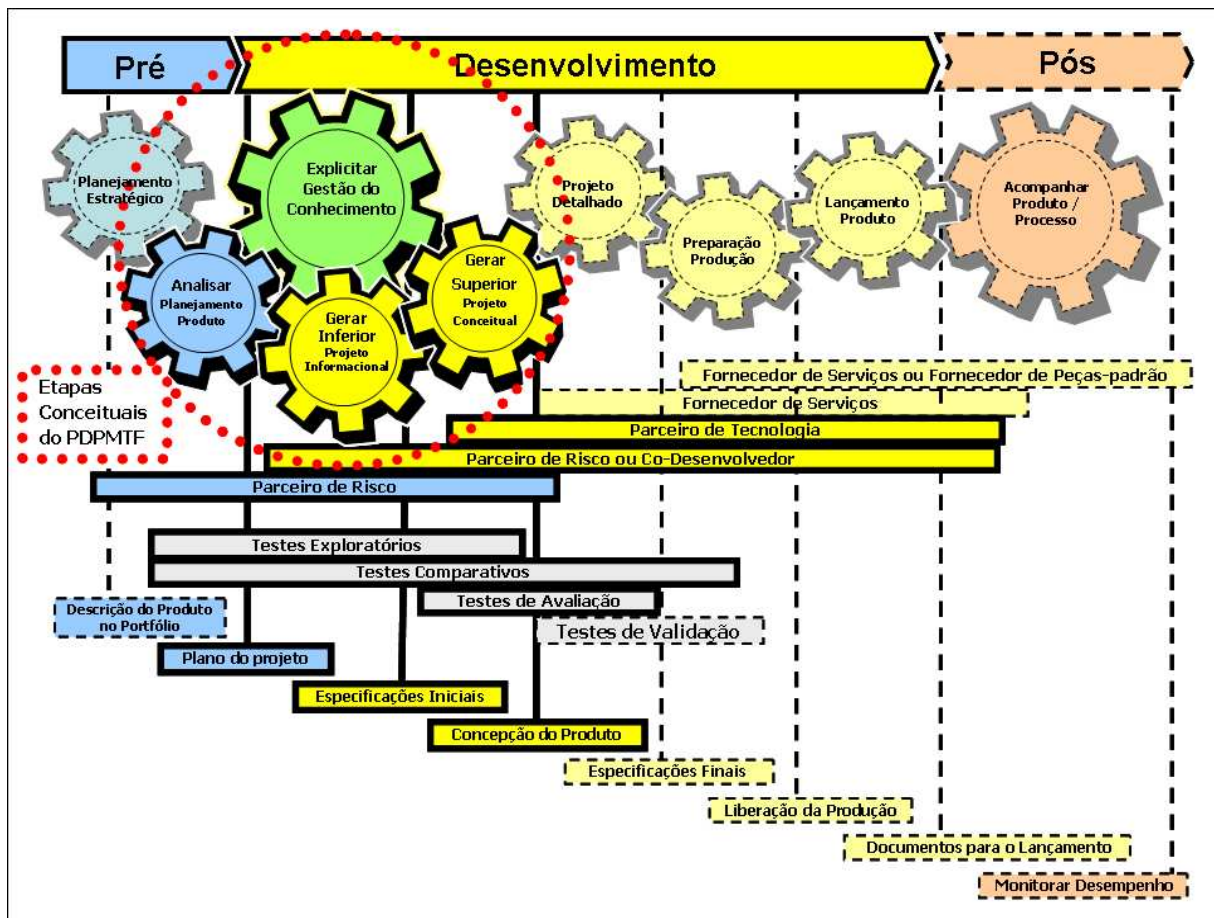 Pré
Desenvolvimento
Pós
Planejamento
Estratégico
Explicitar
Gestão do
Conhecimento
Projeto
Detalhado
Lançamento
Produto
Acompanhar
Produto /
Processo
Analisar
Planejamento
Produto
Gerar
Inferior
Projeto
Informacional
Gerar
Superior
Projeto
Conceitual
Preparação
Produção
Etapas
Conceituais
do PDPMTF
Fornecedor de Serviços ou Fornecedor de Peças-padrão
Fornecedor de Serviços
Parceiro de Tecnologia
Parceiro de Risco ou Co-Desenvolvedor
Parceiro de Risco
Testes Exploratórios
Testes Comparativos
Testes de Avaliação
Testes de Validação
Descrição do Produto
no Portfólio
Plano do projeto
Especificações Iniciais
Concepção do Produto
Especificações Finais
Liberação da Produção
Documentos para o Lançamento
Monitorar Desempenho